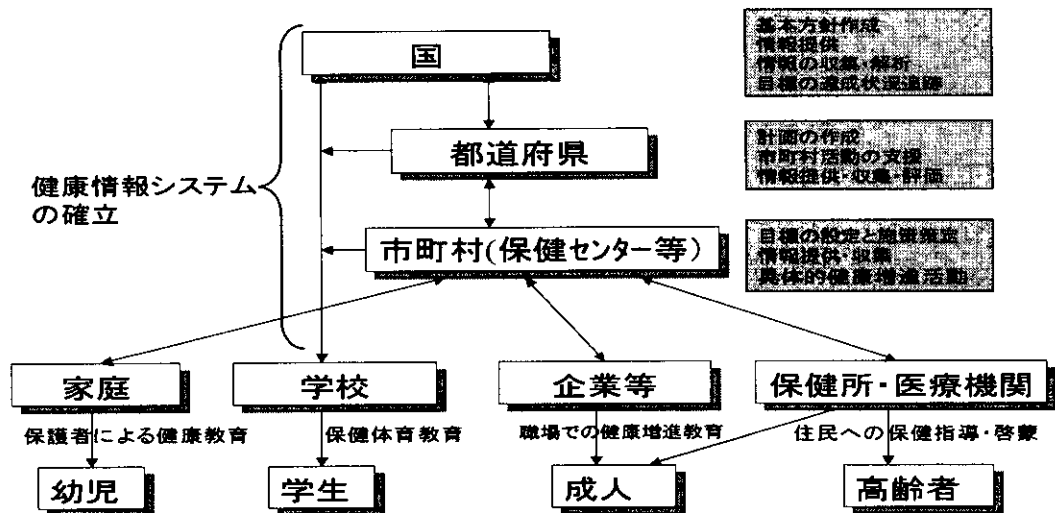 国
基本方針作成
情報提供
情報の収集・解析
目標の達成状況追跡
都道府県
計画の作成
市町村活動の支援
情報提供・収集・評価
健康情報システム
の確立
市町村(保健センター等)
目標の設定と施策策定
情報提供・収集
具体的健康増進活動
家庭
学校
企業等
保健所・医療機関
保護者による健康教育
保健体育教育
職場での健康増進教育
住民への保健指導・啓蒙
幼児
学生
成人
高齢者